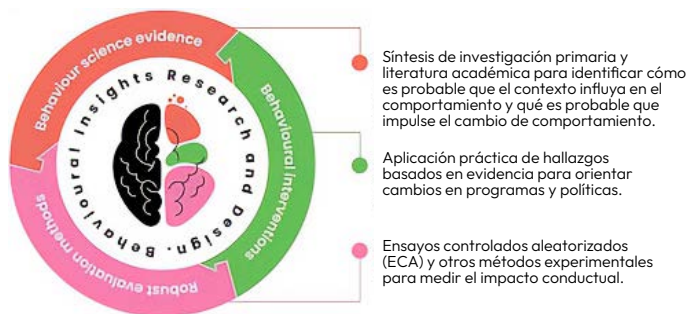 Behaviour science evidence
Behavioural interventions
Robust evaluation methods
Behavioural Insights Research and Design.
Síntesis de investigación primaria y
literatura académica para identificar cómo
es probable que el contexto influya en el
comportamiento y qué es probable que
impulse el cambio de comportamiento.
Aplicación práctica de hallazgos
basados en evidencia para orientar
cambios en programas y políticas.
Ensayos controlados aleatorizados
(ECA) y otros métodos experimentales
para medir el impacto conductual.